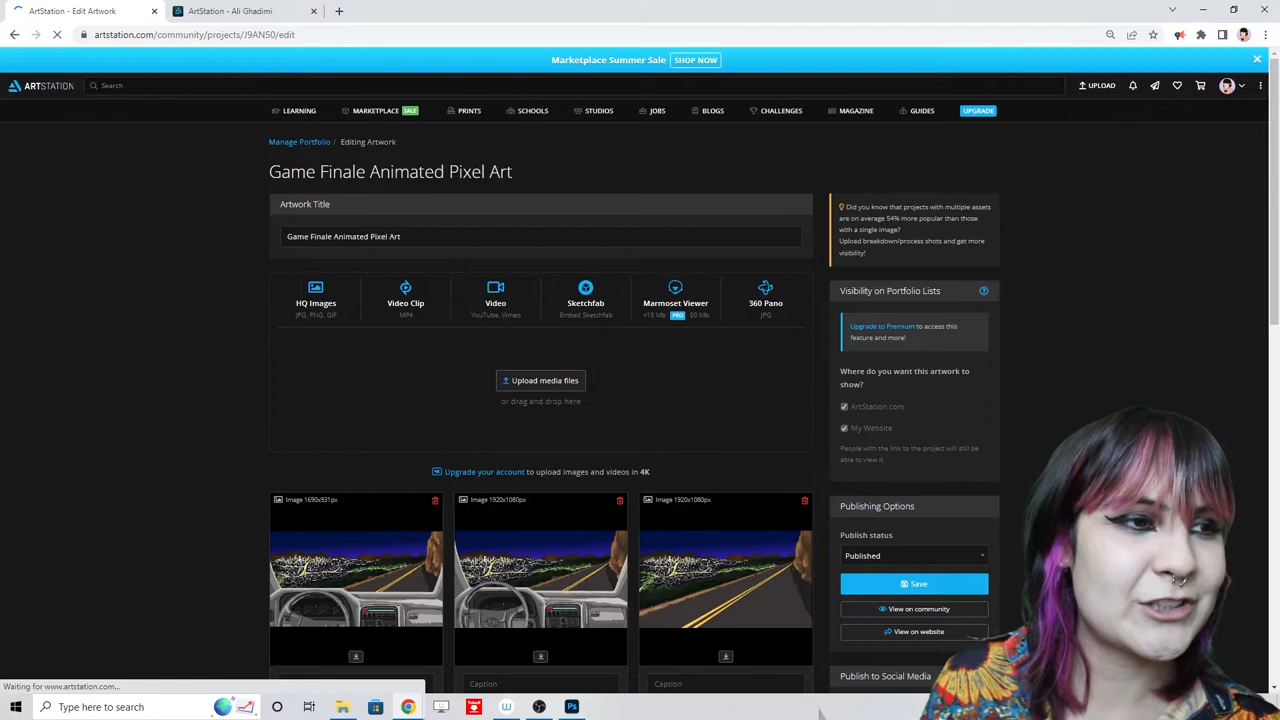 ArtStation - Edit Artwork
ArtStation - Ali Ghadimi
artstation.com/community/projects/J9AN50/edit
Marketplace Summer Sale SHOP NOW
ARTSTATION
Search
UPLOAD
LEARNING
MARKETPLACE SALE
PRINTS
SCHOOLS
STUDIOS
JOBS
BLOGS
CHALLENGES
MAGAZINE
GUIDES
UPGRADE
Manage Portfolio / Editing Artwork
Game Finale Animated Pixel Art
Artwork Title
Game Finale Animated Pixel Art
HQ Images
JPG, PNG, GIF
Video Clip
MP4
Video
YouTube, Vimeo
Sketchfab
Embed Sketchfab
Marmoset Viewer
<15 Mb PRO 50 Mb
360 Pano
JPG
Upload media files
or drag and drop here
Upgrade your account to upload images and videos in 4K
Image 1690x931px
Image 1920x1080px
Image 1920x1080px
Caption
Caption
Did you know that projects with multiple assets
are on average 54% more popular than those
with a single image?
Upload breakdown/process shots and get more
visibility!
Visibility on Portfolio Lists
Upgrade to Premium to access this
feature and more!
Where do you want this artwork to
show?
ArtStation.com
My Website
People with the link to the project will still be
able to view it.
Publishing Options
Publish status
Published
Save
View on community
View on website
Publish to Social Media
Waiting for www.artstation.com...
Type here to search